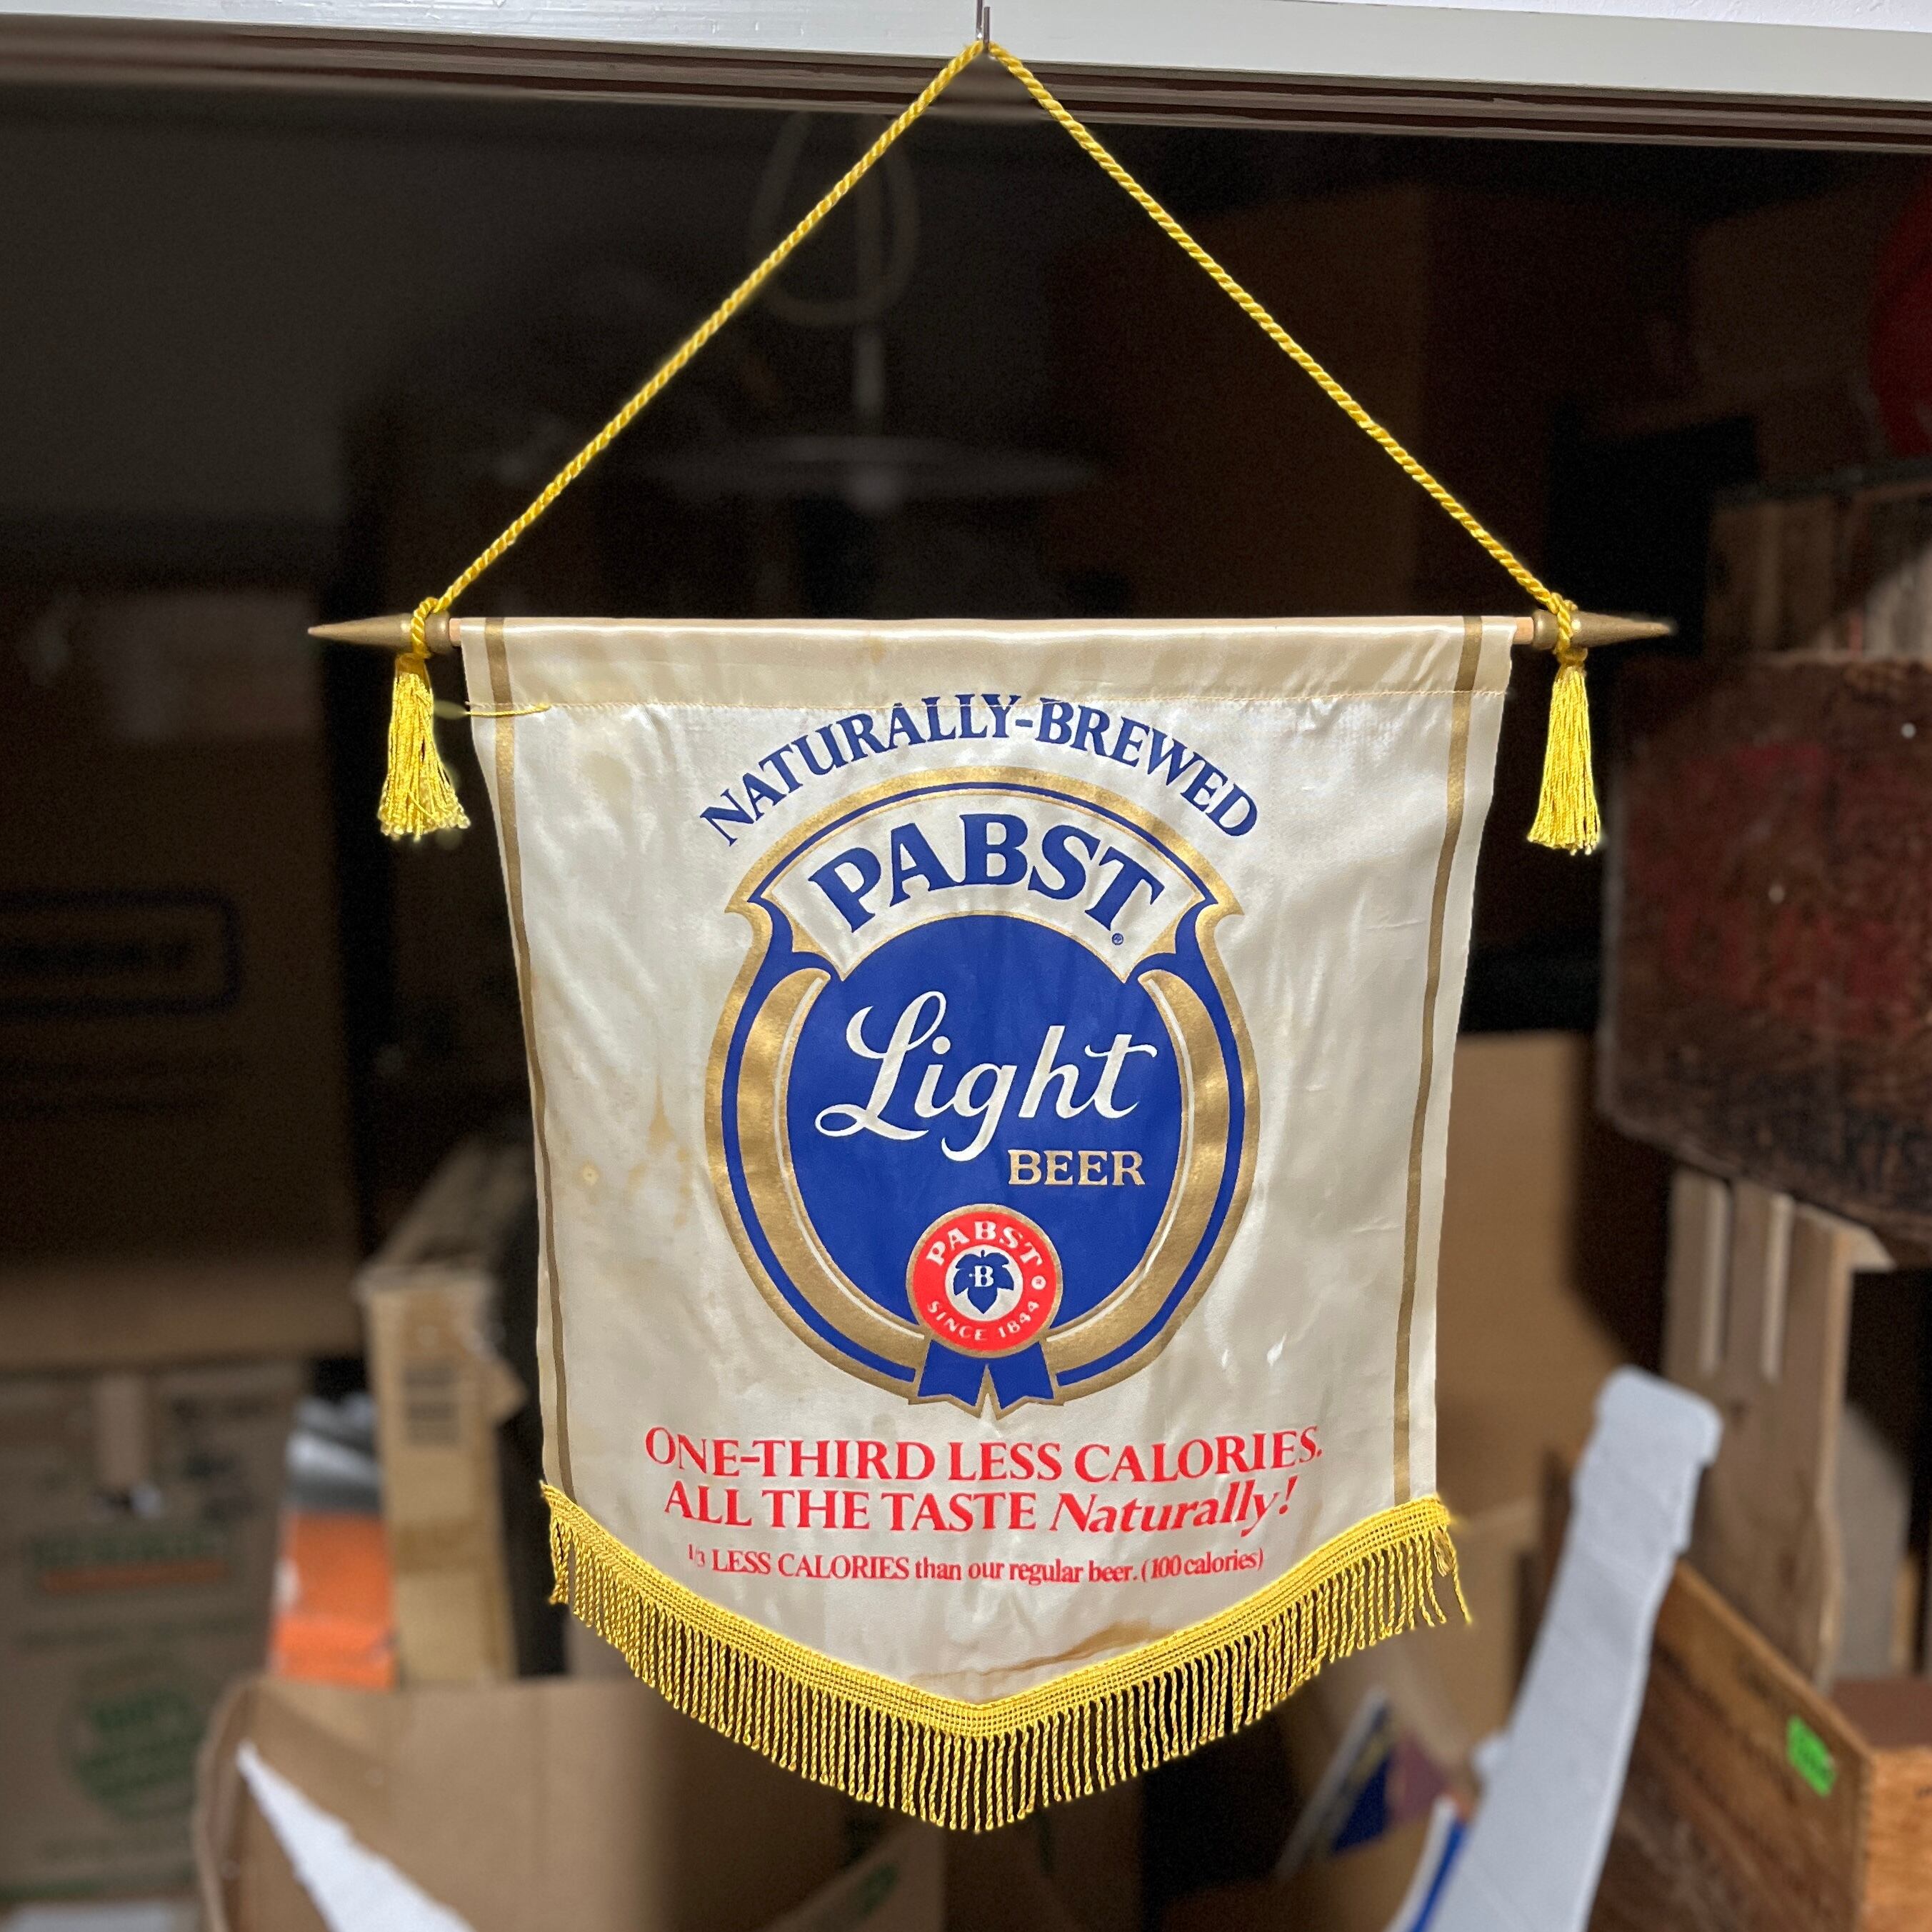 NATURALLY-BREWED
PABST®
Light
BEER
PABST®
B
SINCE 1844
ONE-THIRD LESS CALORIES.
ALL THE TASTE Naturally!
1/3 LESS CALORIES than our regular beer. (100 calories)